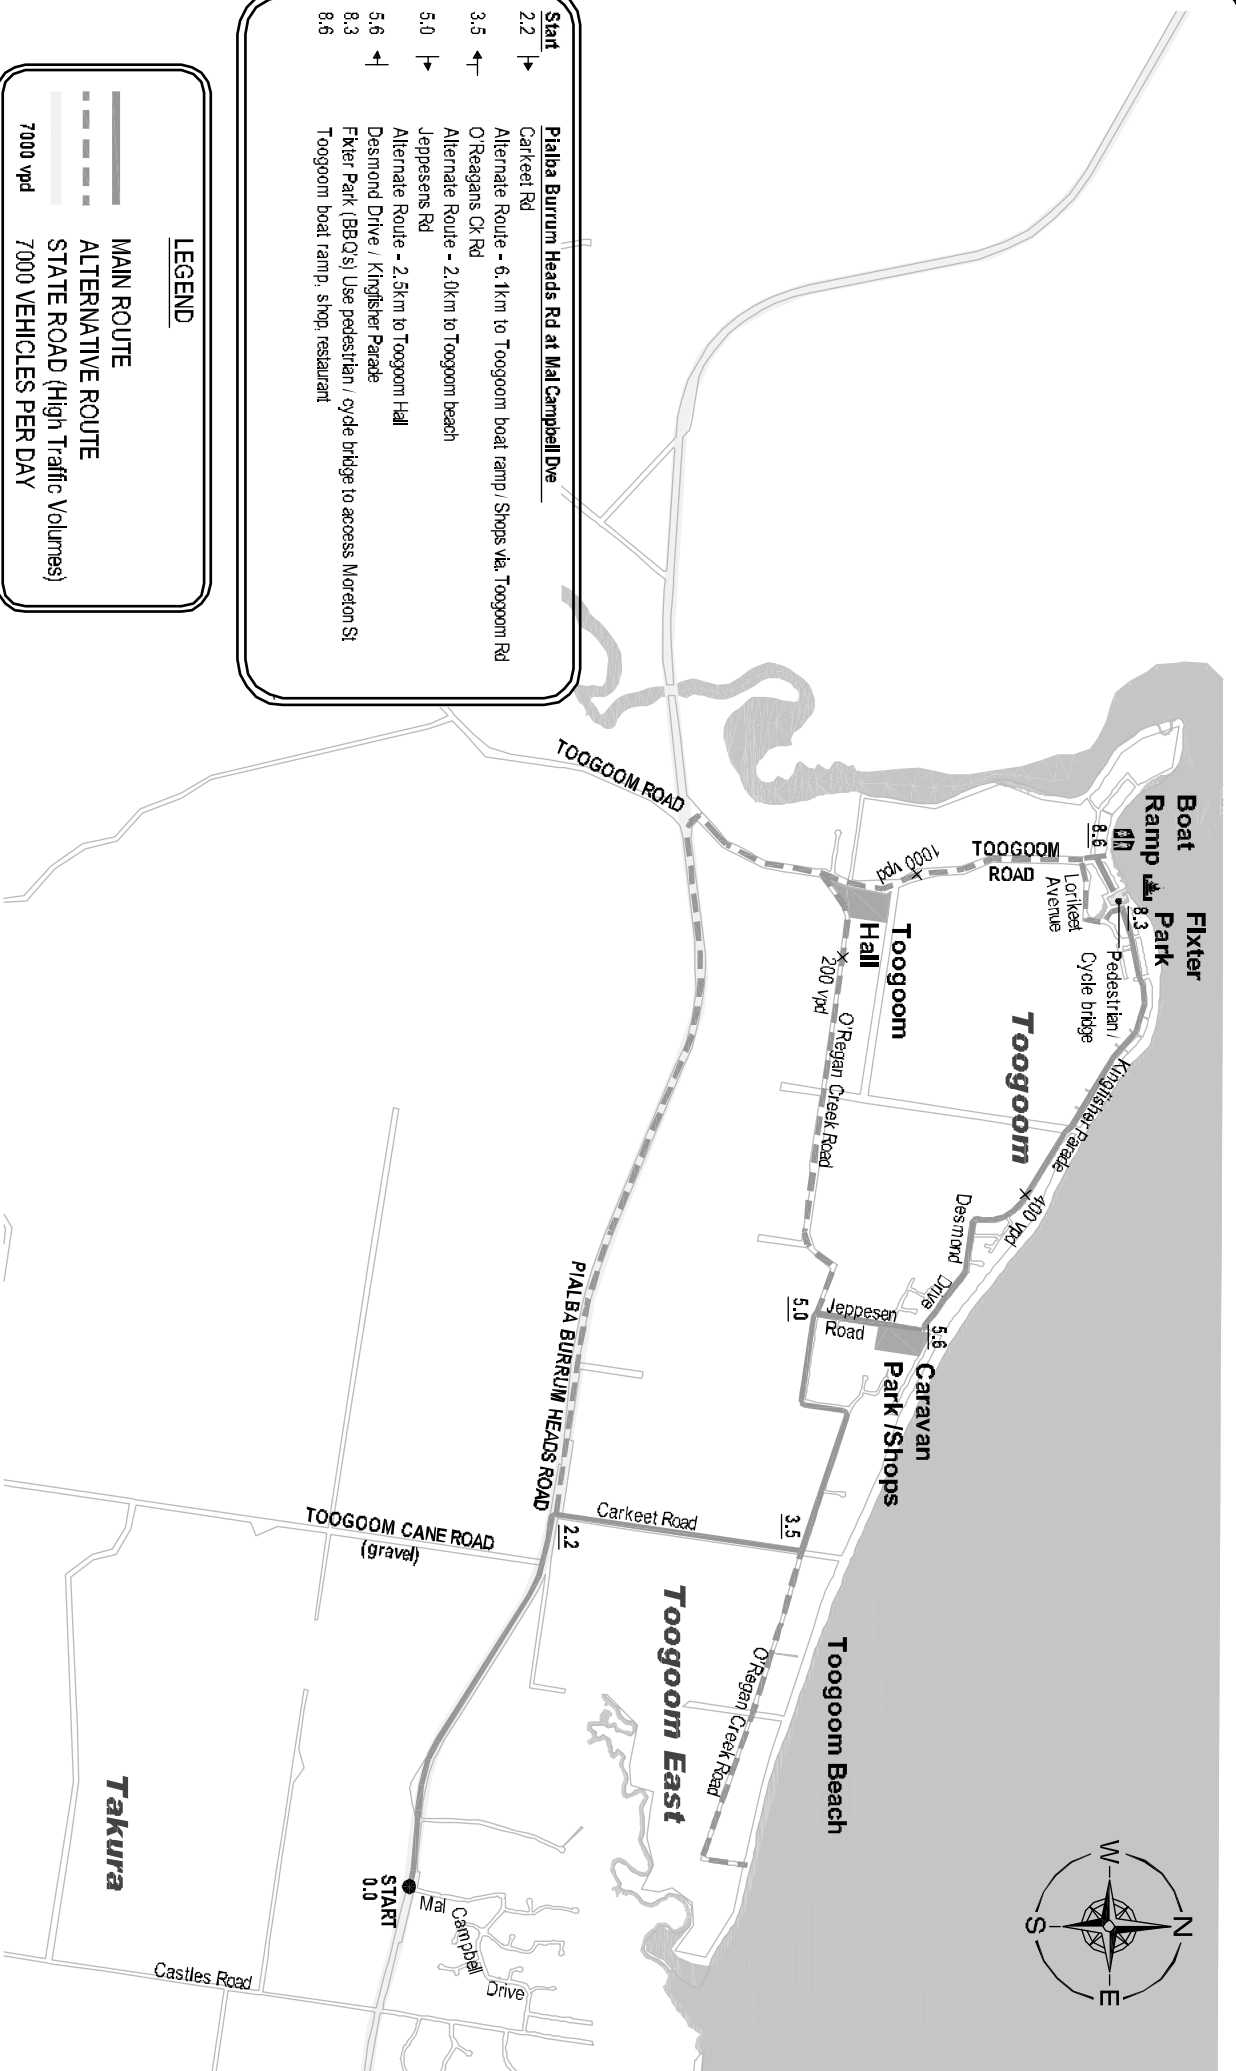 Start Pialba Burrum Heads Rd at Mal Campbell Dve
2.2 Carkeet Rd
Alternate Route - 6.1km to Toogoom boat ramp / Shops via. Toogoom Rd
3.5 O'Reagans Ck Rd
Alternate Route - 2.0km to Toogoom beach
5.0 Jeppesens Rd
Alternate Route - 2.5km to Toogoom Hall
5.6 Desmond Drive / Kingfisher Parade
8.3 Fixter Park (BBQ's) Use pedestrian / cycle bridge to access Moreton St
8.6 Toogoom boat ramp, shop, restaurant
LEGEND
MAIN ROUTE
ALTERNATIVE ROUTE
STATE ROAD (High Traffic Volumes)
7000 vpd 7000 VEHICLES PER DAY
Boat
Ramp
Fixter
Park
8.6
8.3
TOOGOOM
ROAD
Lorikeet
Avenue
Pedestrian /
Cycle bridge
1000 vpd
TOOGOOM ROAD
Toogoom
Hall
200 vpd
O'Regan Creek Road
Toogoom
Kingfisher Parade
400 vpd
Desmond
Drive
Jeppesen
Road
5.0
5.6
Caravan
Park /Shops
PIALBA BURRUM HEADS ROAD
Carkeet Road
3.5
2.2
TOOGOOM CANE ROAD
(gravel)
Toogoom East
O'Regan Creek Road
Toogoom Beach
Takura
START
0.0
Mal
Campbell
Drive
Castles Road
N
W
E
S